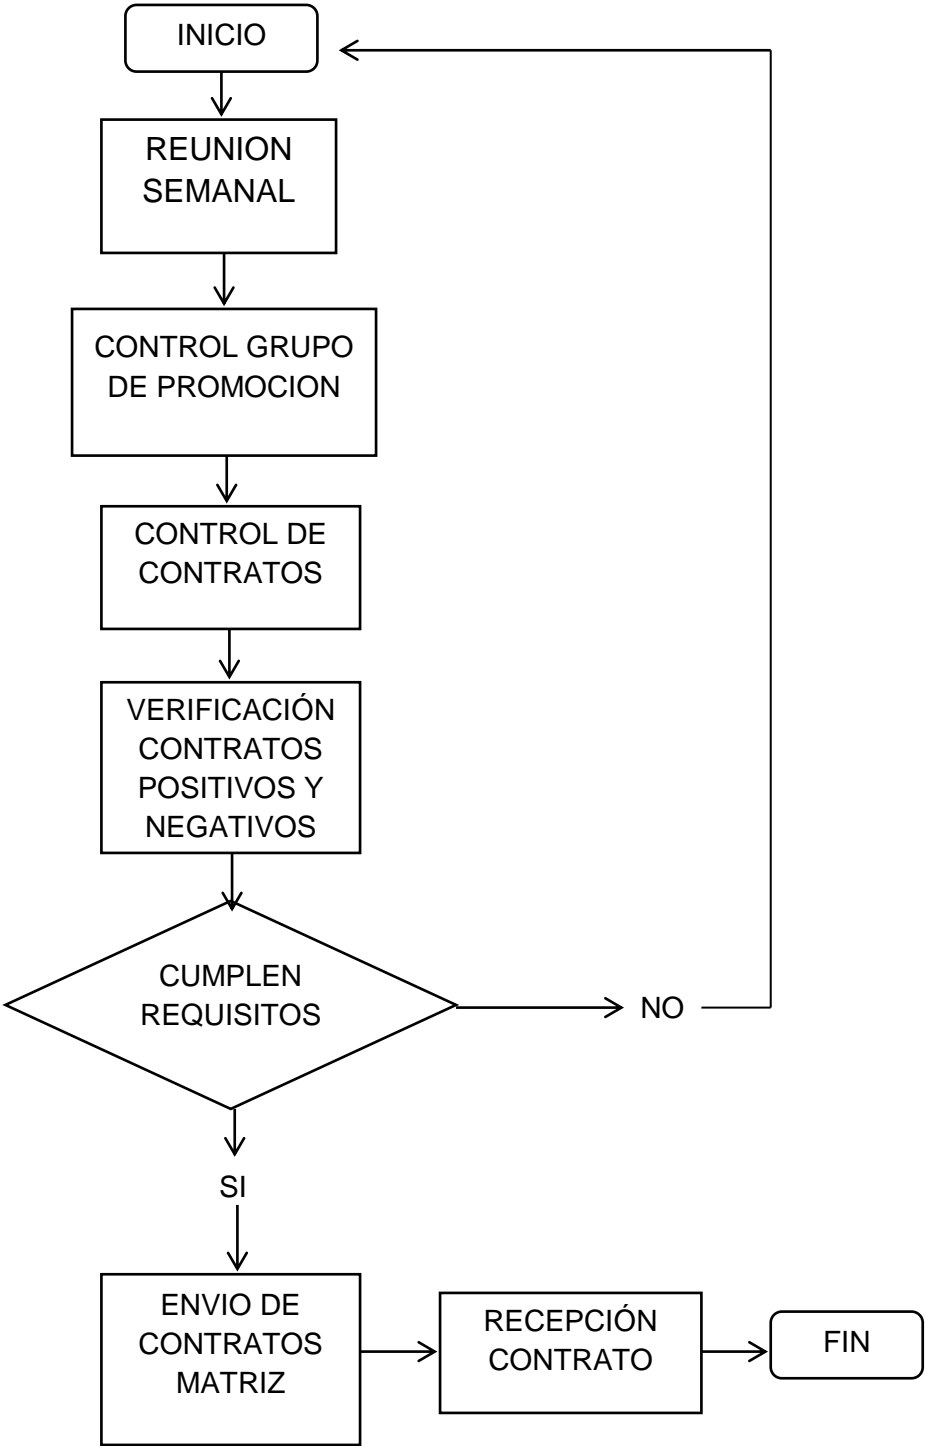 INICIO
REUNION
SEMANAL
CONTROL GRUPO
DE PROMOCION
CONTROL DE
CONTRATOS
VERIFICACIÓN
CONTRATOS
POSITIVOS Y
NEGATIVOS
CUMPLEN
REQUISITOS
NO
SI
ENVIO DE
CONTRATOS
MATRIZ
RECEPCIÓN
CONTRATO
FIN